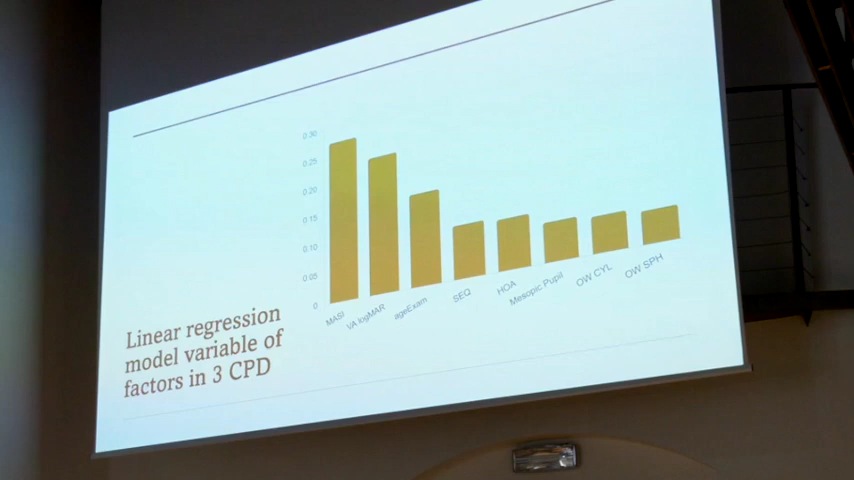 0.30
0.25
0.20
0.15
0.10
0.05
0
MASI
VA logMAR
ageExam
SEQ
HOA
Mesopic Pupil
OW CYL
OW SPH
Linear regression
model variable of
factors in 3 CPD